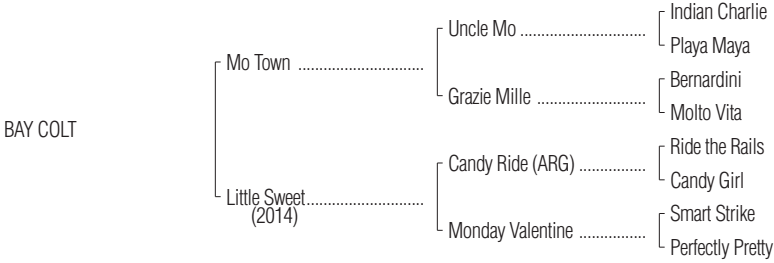 Indian Charlie
Uncle Mo ..............................
Playa Maya
Mo Town ..............................
Bernardini
Grazie Mille ..........................
Molto Vita
BAY COLT
Ride the Rails
Candy Ride (ARG) ................
Candy Girl
Little Sweet............................
(2014)
Smart Strike
Monday Valentine ................
Perfectly Pretty